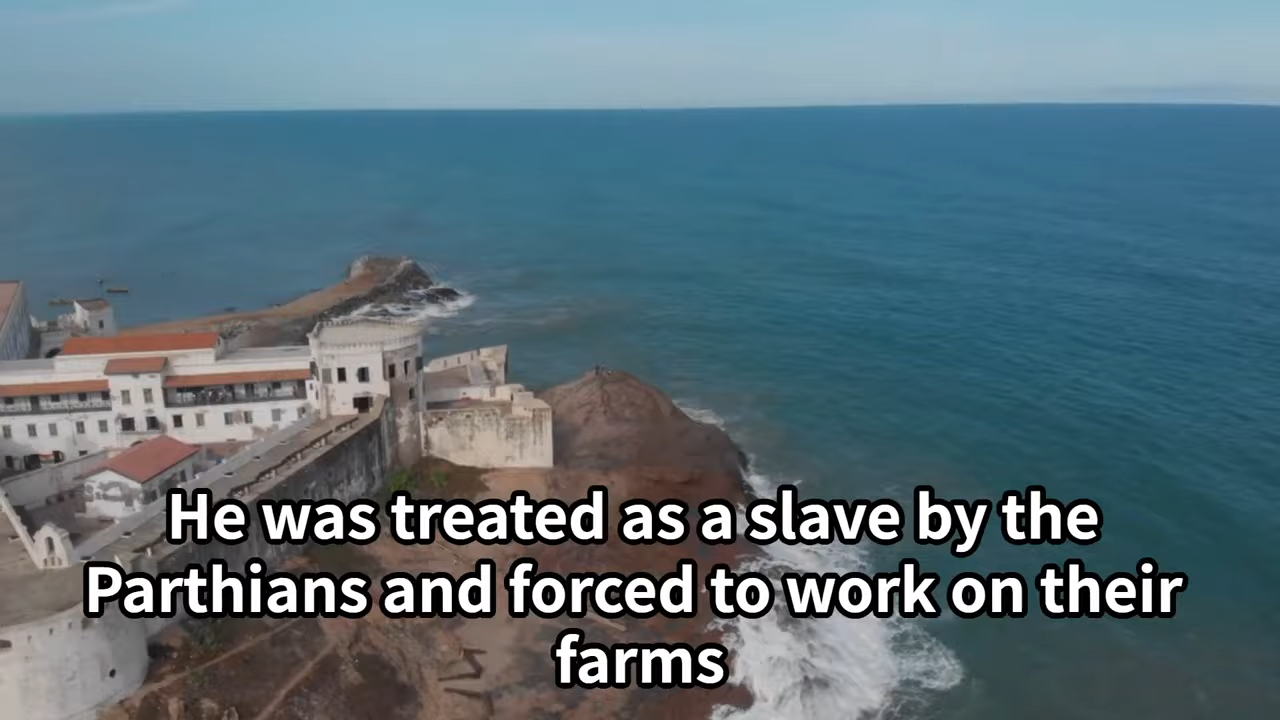 He was treated as a slave by the
Parthians and forced to work on their
farms